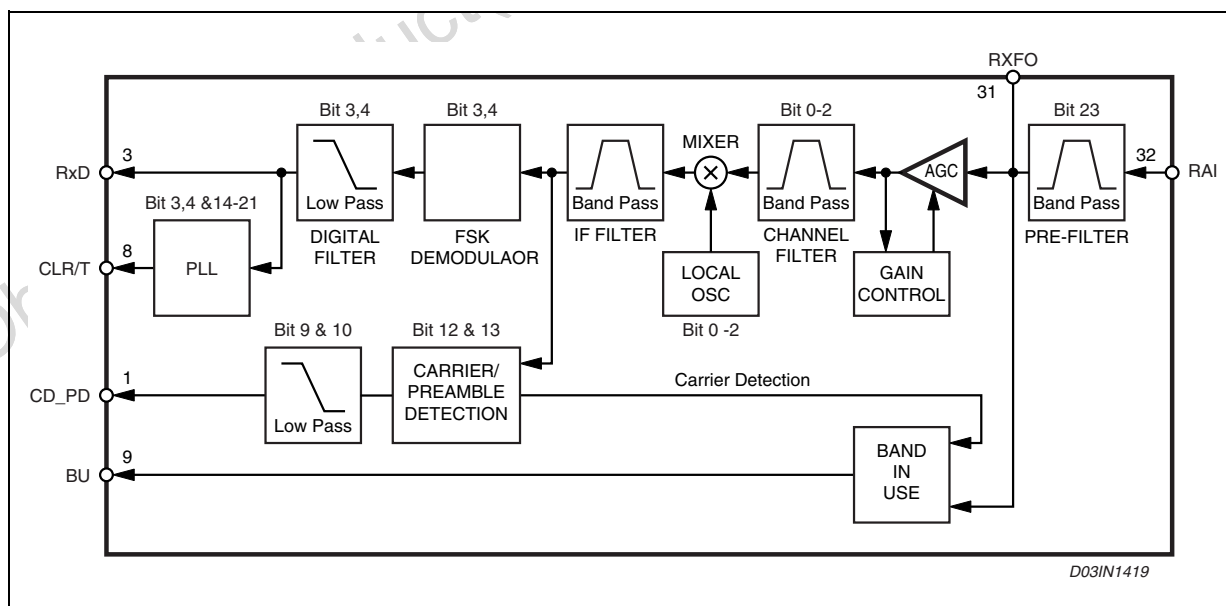 RXFO
31
Bit 3,4
Bit 3,4
Bit 0-2
Bit 23
MIXER
3
RxD
AGC
32
RAI
Low Pass
Band Pass
Band Pass
Band Pass
DIGITAL
FILTER
FSK
DEMODULAOR
IF FILTER
CHANNEL
FILTER
PRE-FILTER
Bit 3,4 &14-21
8
CLR/T
PLL
LOCAL
OSC
GAIN
CONTROL
Bit 9 & 10
Bit 12 & 13
Bit 0 -2
1
CD_PD
Low Pass
CARRIER/
PREAMBLE
DETECTION
Carrier Detection
9
BU
BAND
IN
USE
D03IN1419